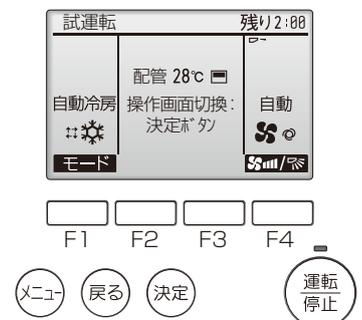 試運転 残り2:00
配管 28℃
自動冷房 操作画面切換: 自動
決定ボタン
モード
F1 F2 F3 F4
メニュー 戻る 決定 運転
停止